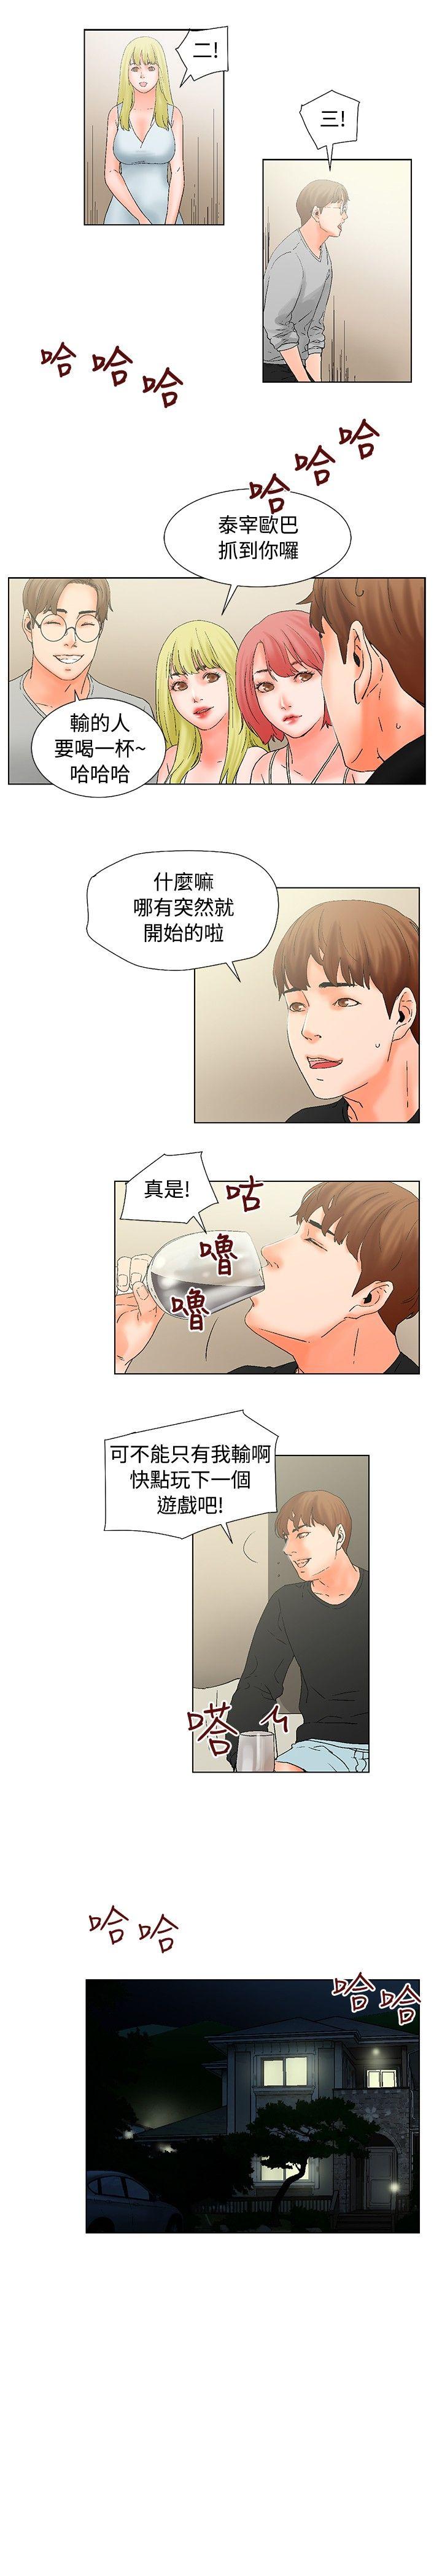 二!
三!
哈 哈 哈
哈 哈 哈
泰宰歐巴
抓到你囉
輸的人
要喝一杯~
哈哈哈
什麼嘛
哪有突然就
開始的啦
真是!
咕
嚕
嚕
可不能只有我輸啊
快點玩下一個
遊戲吧!
嗒
哈 哈
哈 哈